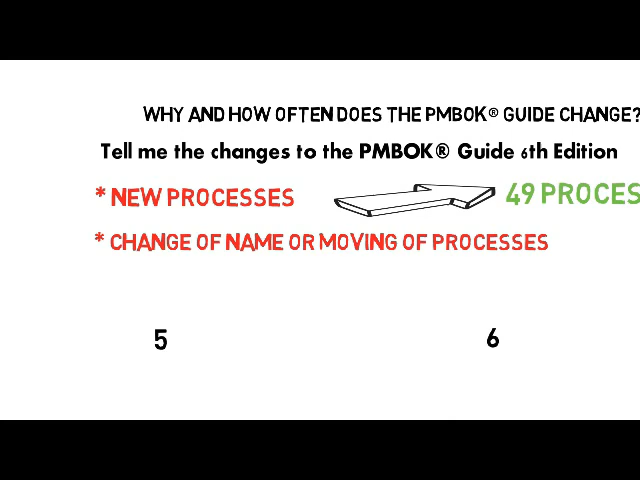 WHY AND HOW OFTEN DOES THE PMBOK® GUIDE CHANGE?
Tell me the changes to the PMBOK® Guide 6th Edition
* NEW PROCESSES 49 PROCES
* CHANGE OF NAME OR MOVING OF PROCESSES
5 6